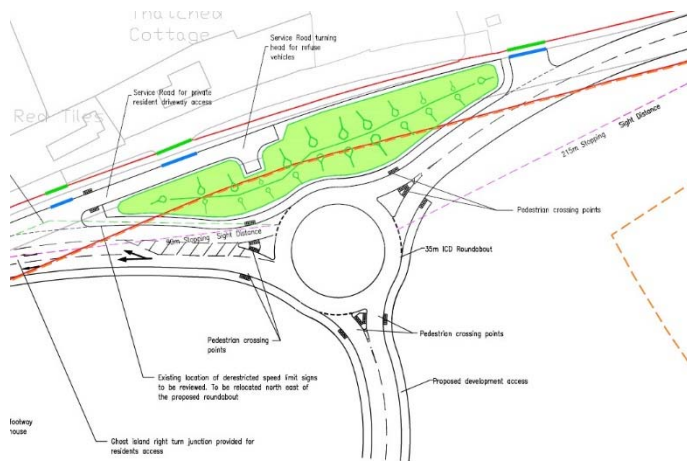 Thatched
Cottage
Service Road turning
head for refuse
vehicles
Service Road for private
resident driveway access
Red Tiles
215m Stopping Sight Distance
Pedestrian crossing points
90m Stopping Sight Distance
35m ICD Roundabout
Pedestrian crossing
points
Pedestrian crossing points
Existing location of derestricted speed limit signs
to be reviewed. To be relocated north east of
the proposed roundabout
Proposed development access
footway
house
Ghost island right turn junction provided for
residents access